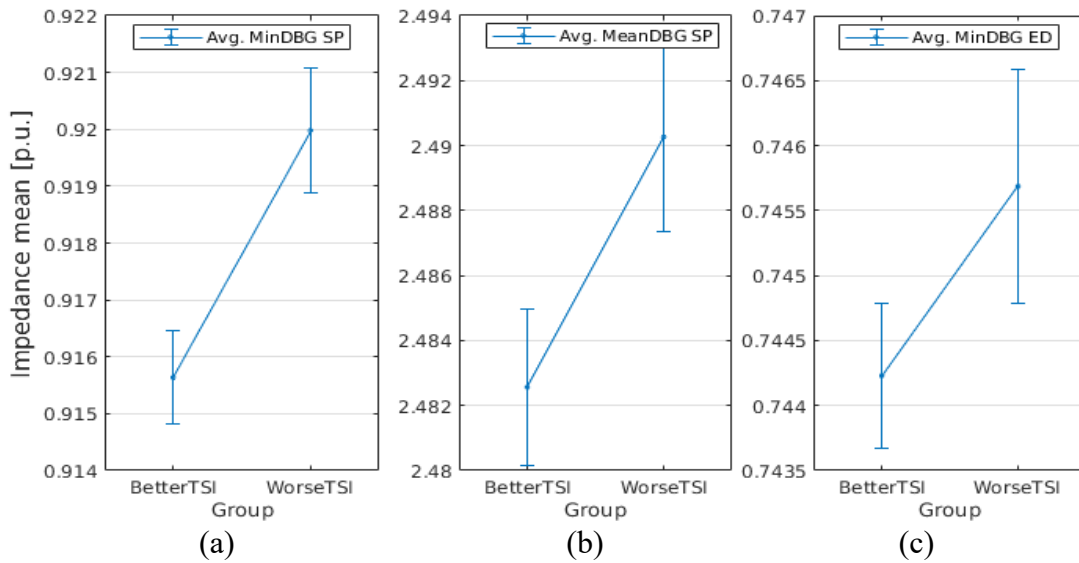 Impedance mean [p.u.]
0.922
0.921
0.92
0.919
0.918
0.917
0.916
0.915
0.914
Avg. MinDBG SP
BetterTSI WorseTSI
Group
(a)
2.494
2.492
2.49
2.488
2.486
2.484
2.482
2.48
Avg. MeanDBG SP
BetterTSI WorseTSI
Group
(b)
0.747
0.7465
0.746
0.7455
0.745
0.7445
0.744
0.7435
Avg. MinDBG ED
BetterTSI WorseTSI
Group
(c)